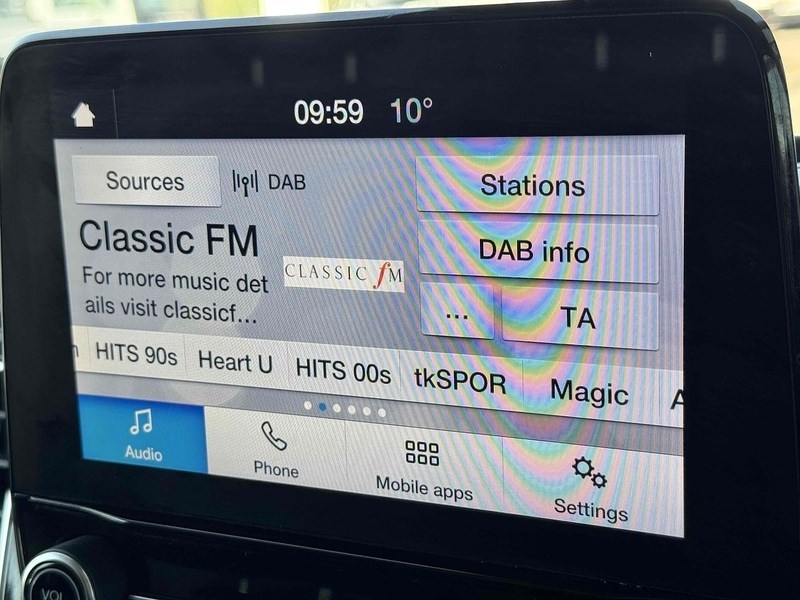 09:59 10°
Sources
DAB
Stations
Classic FM
CLASSIC fM
DAB info
For more music det
ails visit classicf...
...
TA
HITS 90s
Heart U
HITS 00s
tkSPOR
Magic
A
Audio
Phone
Mobile apps
Settings
VOL